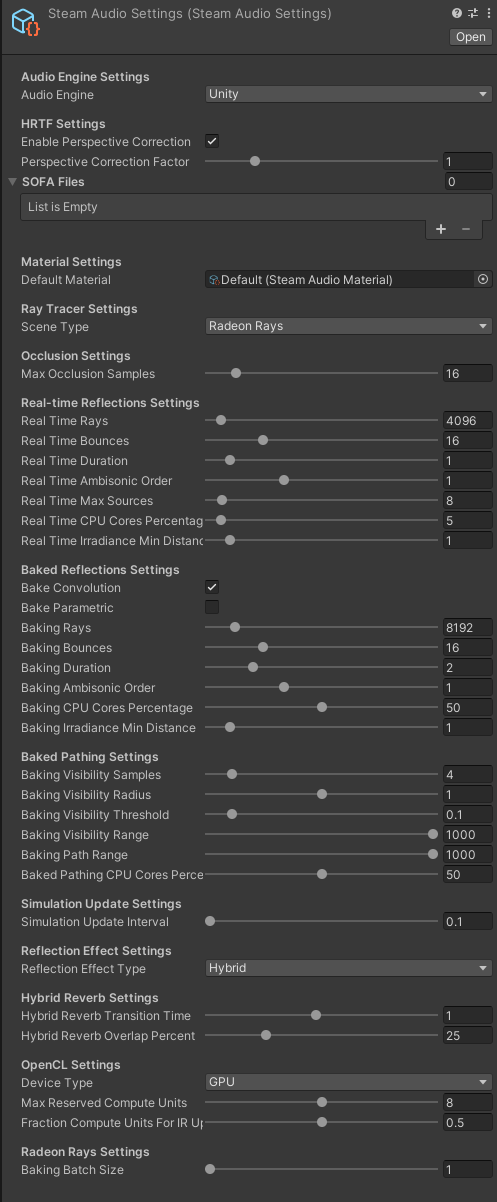 Steam Audio Settings (Steam Audio Settings)
Open
Audio Engine Settings
Audio Engine Unity
HRTF Settings
Enable Perspective Correction
Perspective Correction Factor 1
SOFA Files 0
List is Empty
+ −
Material Settings
Default Material Default (Steam Audio Material)
Ray Tracer Settings
Scene Type Radeon Rays
Occlusion Settings
Max Occlusion Samples 16
Real-time Reflections Settings
Real Time Rays 4096
Real Time Bounces 16
Real Time Duration 1
Real Time Ambisonic Order 1
Real Time Max Sources 8
Real Time CPU Cores Percentag 5
Real Time Irradiance Min Distanc 1
Baked Reflections Settings
Bake Convolution
Bake Parametric
Baking Rays 8192
Baking Bounces 16
Baking Duration 2
Baking Ambisonic Order 1
Baking CPU Cores Percentage 50
Baking Irradiance Min Distance 1
Baked Pathing Settings
Baking Visibility Samples 4
Baking Visibility Radius 1
Baking Visibility Threshold 0.1
Baking Visibility Range 1000
Baking Path Range 1000
Baked Pathing CPU Cores Perce 50
Simulation Update Settings
Simulation Update Interval 0.1
Reflection Effect Settings
Reflection Effect Type Hybrid
Hybrid Reverb Settings
Hybrid Reverb Transition Time 1
Hybrid Reverb Overlap Percent 25
OpenCL Settings
Device Type GPU
Max Reserved Compute Units 8
Fraction Compute Units For IR Up 0.5
Radeon Rays Settings
Baking Batch Size 1